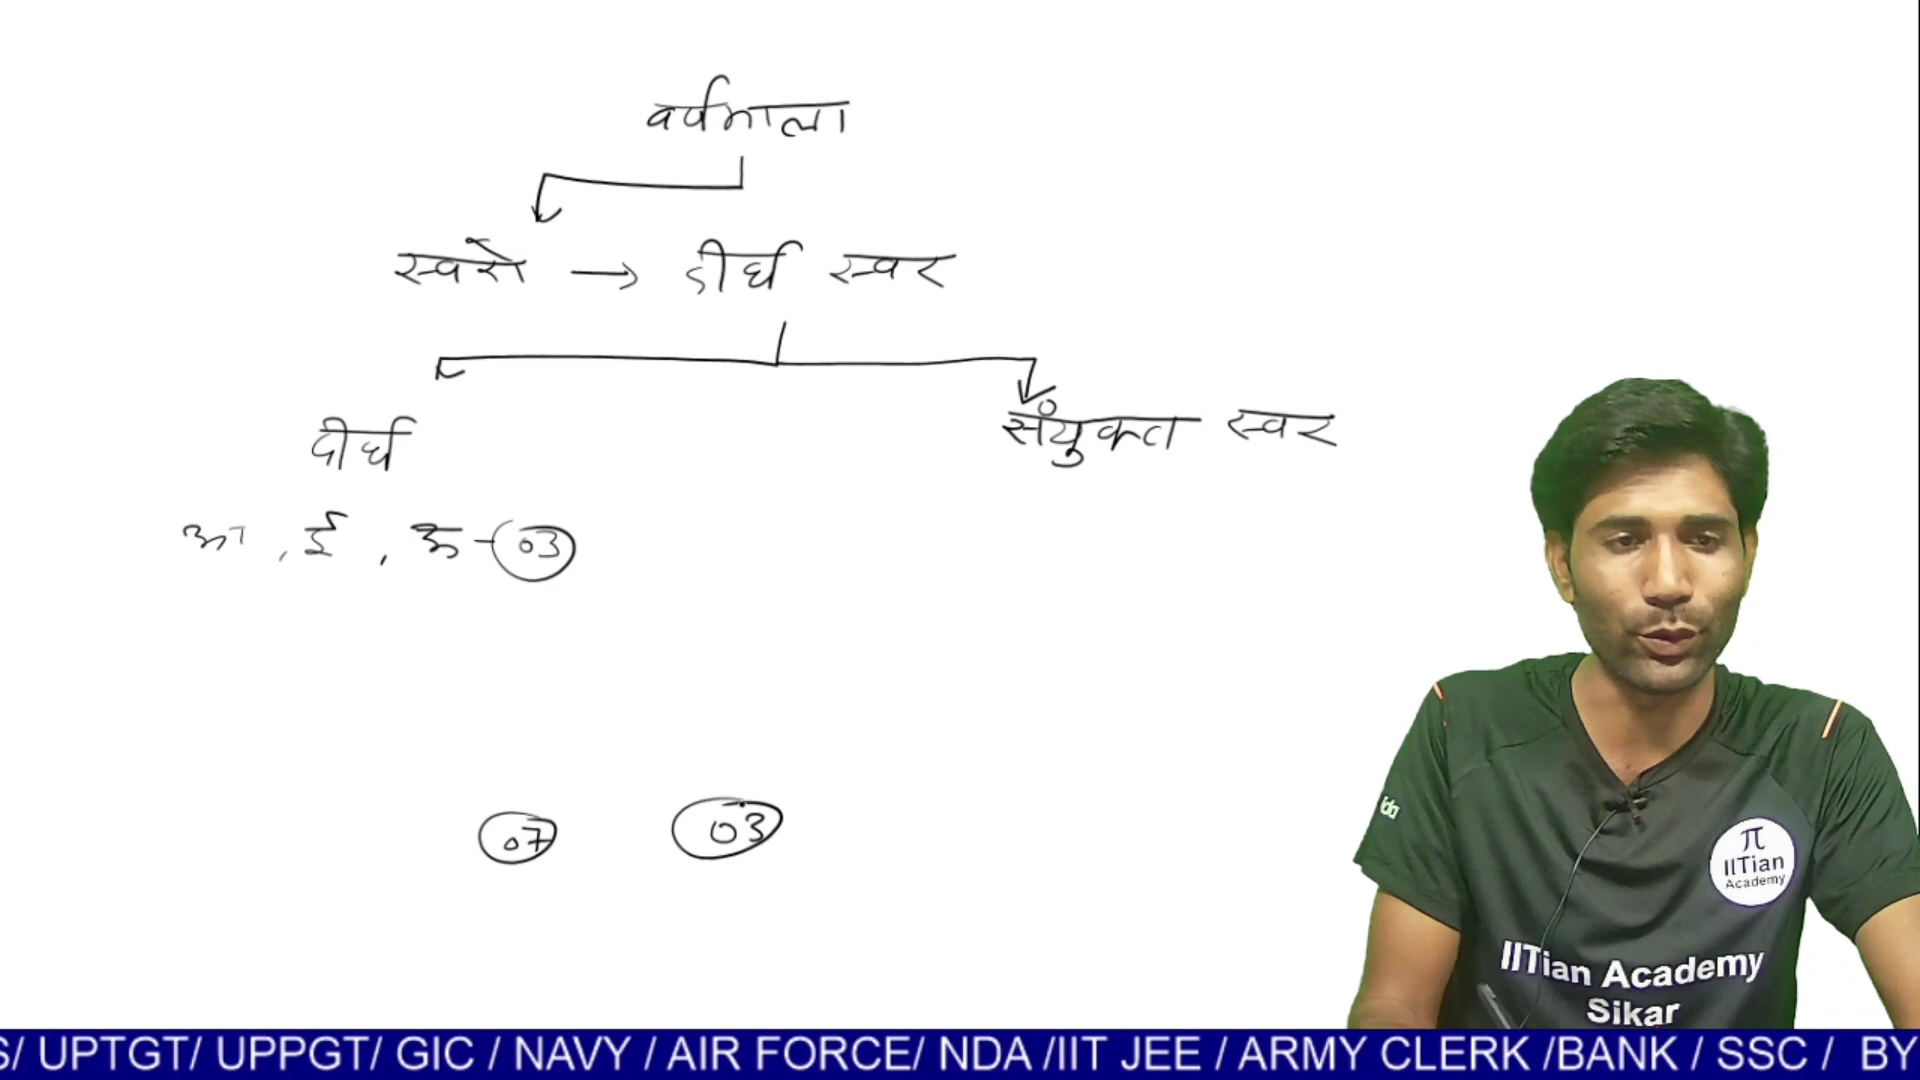 वर्णमाला
स्वरो → दीर्घ स्वर
दीर्घ
संयुक्त स्वर
आ , ई , ऊ - 03
07 03
π
IITian
Academy
IITian Academy
Sikar
S/ UPTGT/ UPPGT/ GIC / NAVY / AIR FORCE/ NDA /IIT JEE / ARMY CLERK /BANK / SSC / BY